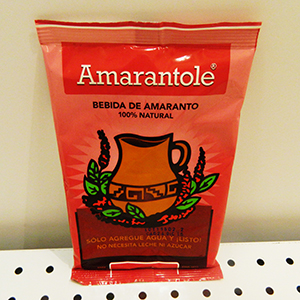 Amarantole®
BEBIDA DE AMARANTO
100% NATURAL
SÓLO AGREGUE AGUA Y ¡LISTO!
NO NECESITA LECHE NI AZÚCAR